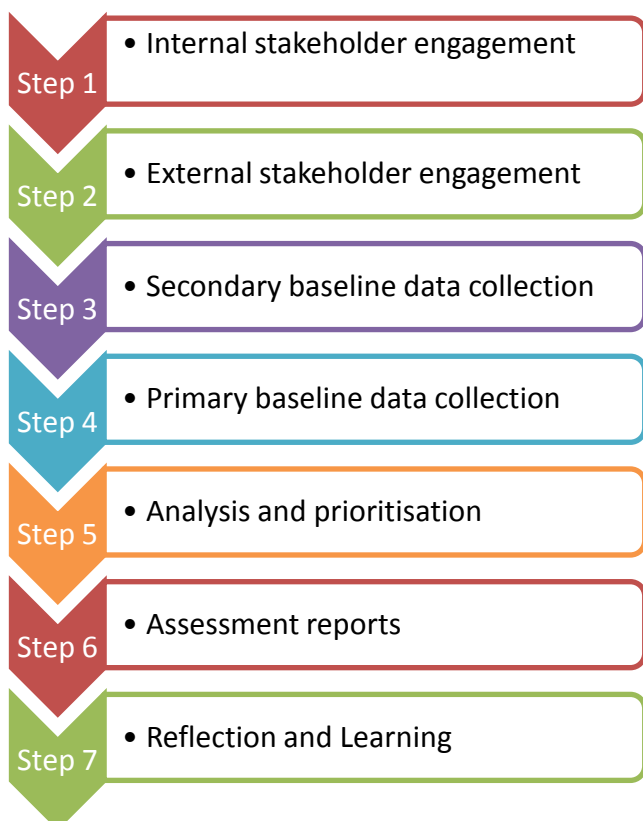 Step 1
• Internal stakeholder engagement
Step 2
• External stakeholder engagement
Step 3
• Secondary baseline data collection
Step 4
• Primary baseline data collection
Step 5
• Analysis and prioritisation
Step 6
• Assessment reports
Step 7
• Reflection and Learning